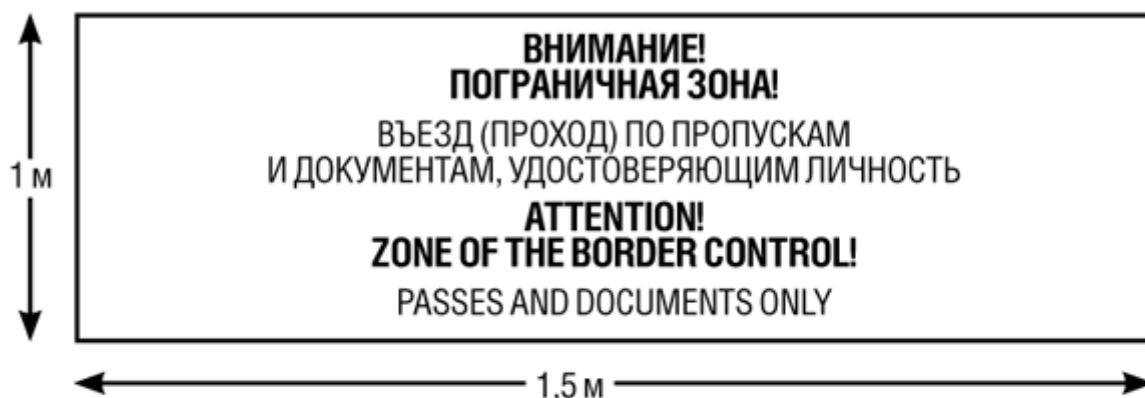 ВНИМАНИЕ!
ПОГРАНИЧНАЯ ЗОНА!
ВЪЕЗД (ПРОХОД) ПО ПРОПУСКАМ
И ДОКУМЕНТАМ, УДОСТОВЕРЯЮЩИМ ЛИЧНОСТЬ
1 м
ATTENTION!
ZONE OF THE BORDER CONTROL!
PASSES AND DOCUMENTS ONLY
1,5 м